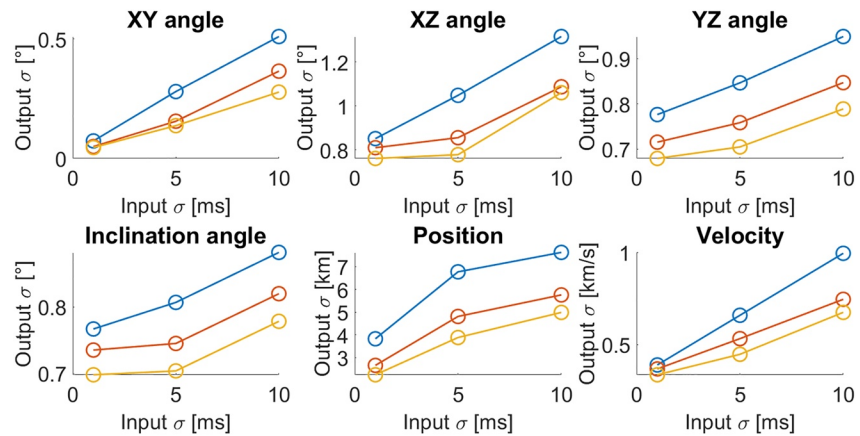 XY angle
Output σ [°]
0.5
0
0 5 10
Input σ [ms]
XZ angle
Output σ [°]
1.2
1
0.8
0 5 10
Input σ [ms]
YZ angle
Output σ [°]
0.9
0.8
0.7
0 5 10
Input σ [ms]
Inclination angle
Output σ [°]
0.8
0.7
0 5 10
Input σ [ms]
Position
Output σ [km]
7
6
5
4
3
0 5 10
Input σ [ms]
Velocity
Output σ [km/s]
1
0.5
0 5 10
Input σ [ms]